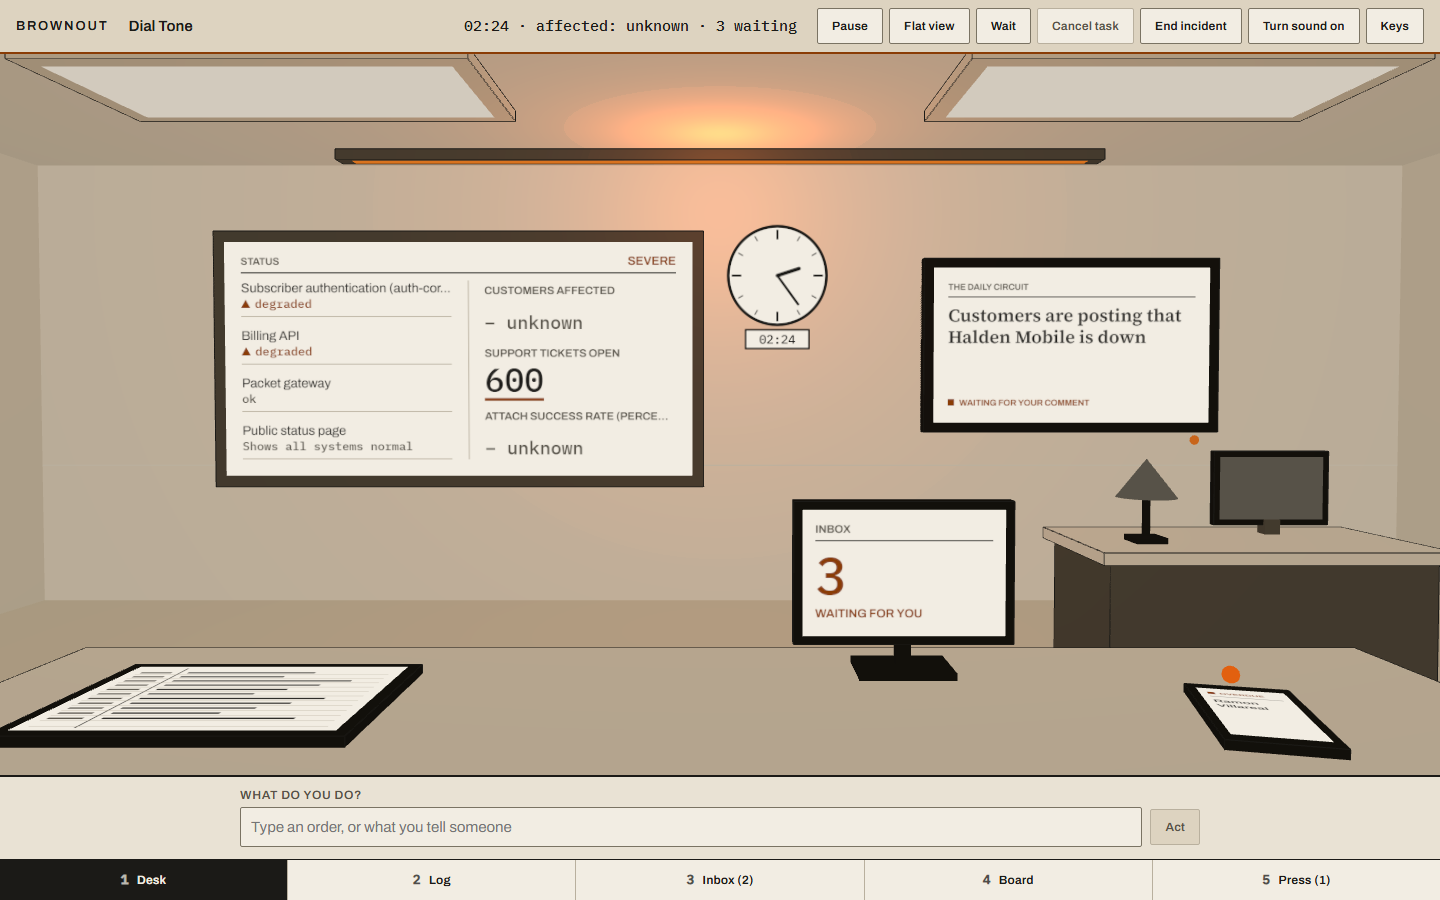 BROWNOUT Dial Tone 02:24 · affected: unknown · 3 waiting Pause Flat view Wait Cancel task End incident Turn sound on Keys
STATUS SEVERE
Subscriber authentication (auth-cor...
▲ degraded
Billing API
▲ degraded
Packet gateway
ok
Public status page
Shows all systems normal
CUSTOMERS AFFECTED
– unknown
SUPPORT TICKETS OPEN
600
ATTACH SUCCESS RATE (PERCE...
– unknown
02:24
THE DAILY CIRCUIT
Customers are posting that
Halden Mobile is down
WAITING FOR YOUR COMMENT
INBOX
3
WAITING FOR YOU
Ramon
Villareal
WHAT DO YOU DO?
Type an order, or what you tell someone
Act
1 Desk
2 Log
3 Inbox (2)
4 Board
5 Press (1)